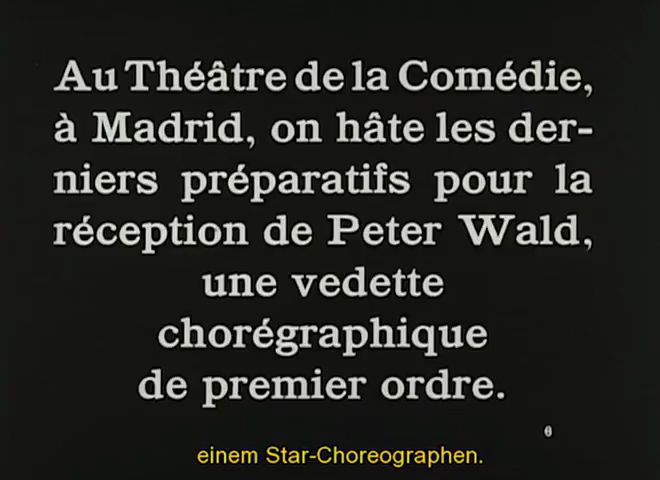 Au Théâtre de la Comédie,
à Madrid, on hâte les der-
niers préparatifs pour la
réception de Peter Wald,
une vedette
chorégraphique
de premier ordre.
6
einem Star-Choreographen.